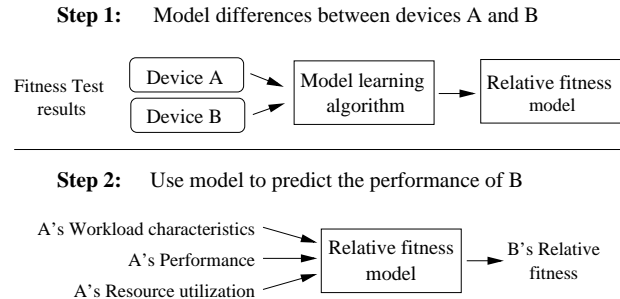 Step 1: Model differences between devices A and B
Fitness Test
results
Device A
Device B
Model learning
algorithm
Relative fitness
model
Step 2: Use model to predict the performance of B
A's Workload characteristics
A's Performance
A's Resource utilization
Relative fitness
model
B's Relative
fitness